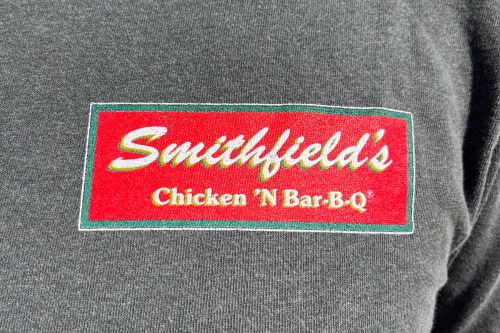 Smithfield's
Chicken 'N Bar-B-Q